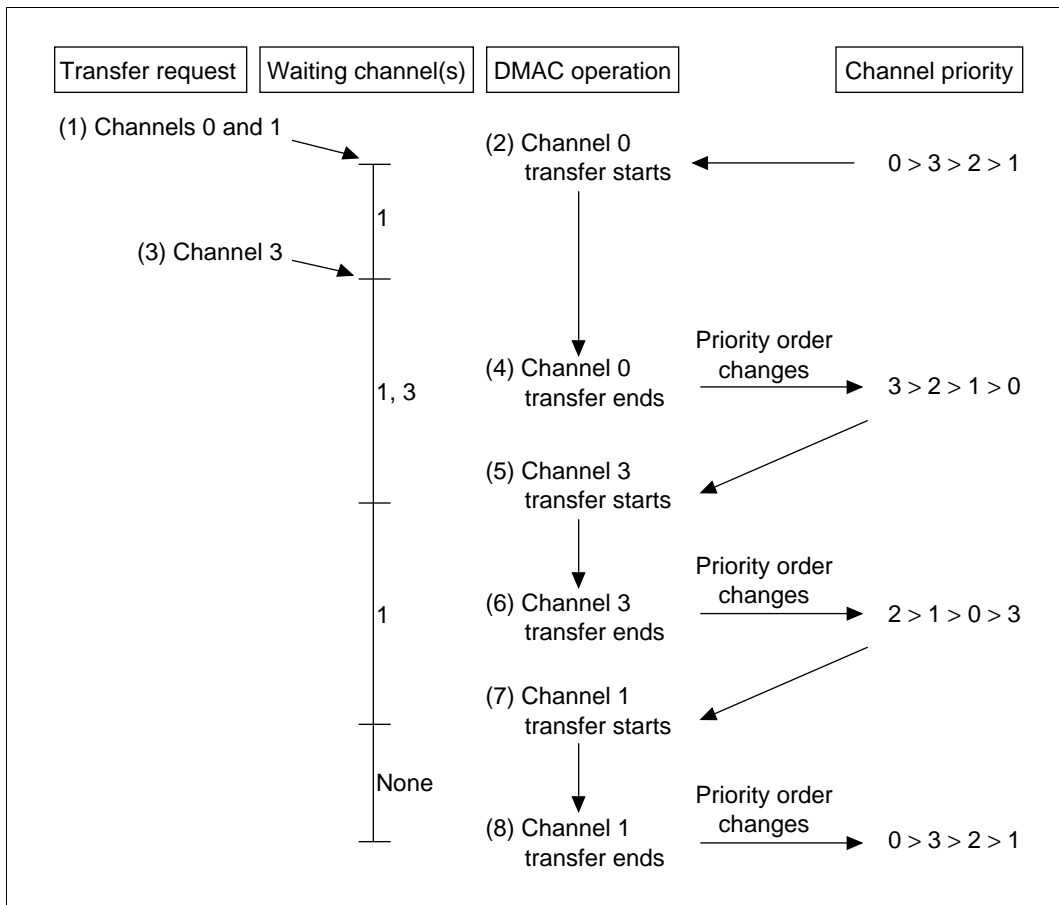 Transfer request
Waiting channel(s)
DMAC operation
Channel priority
(1) Channels 0 and 1
(2) Channel 0
transfer starts
0 > 3 > 2 > 1
1
(3) Channel 3
1, 3
(4) Channel 0
transfer ends
Priority order
changes
3 > 2 > 1 > 0
(5) Channel 3
transfer starts
1
(6) Channel 3
transfer ends
Priority order
changes
2 > 1 > 0 > 3
(7) Channel 1
transfer starts
None
(8) Channel 1
transfer ends
Priority order
changes
0 > 3 > 2 > 1